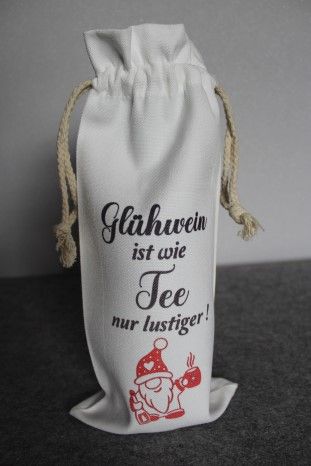 Glühwein
ist wie
Tee
nur lustiger!